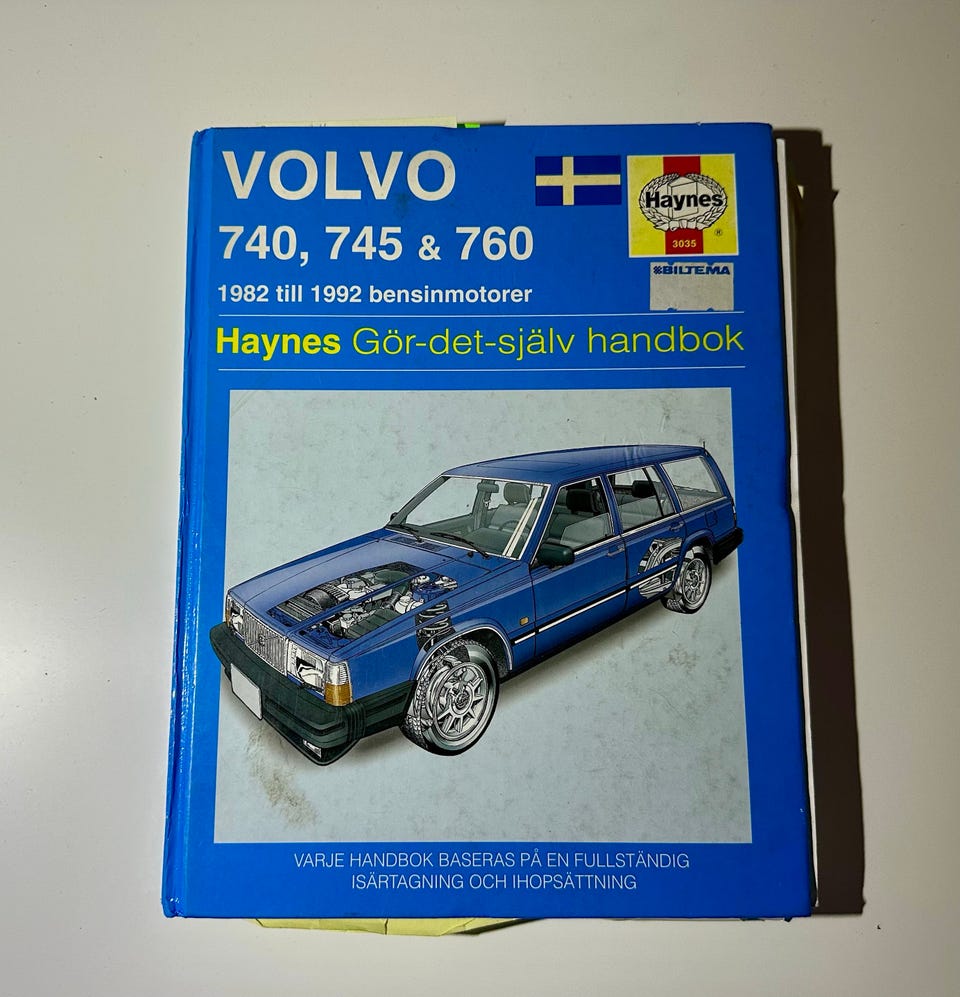 VOLVO
740, 745 & 760
1982 till 1992 bensinmotorer
Haynes
®
3035
BILTEMA
Haynes Gör-det-själv handbok
VARJE HANDBOK BASERAS PÅ EN FULLSTÄNDIG
ISÄRTAGNING OCH IHOPSÄTTNING